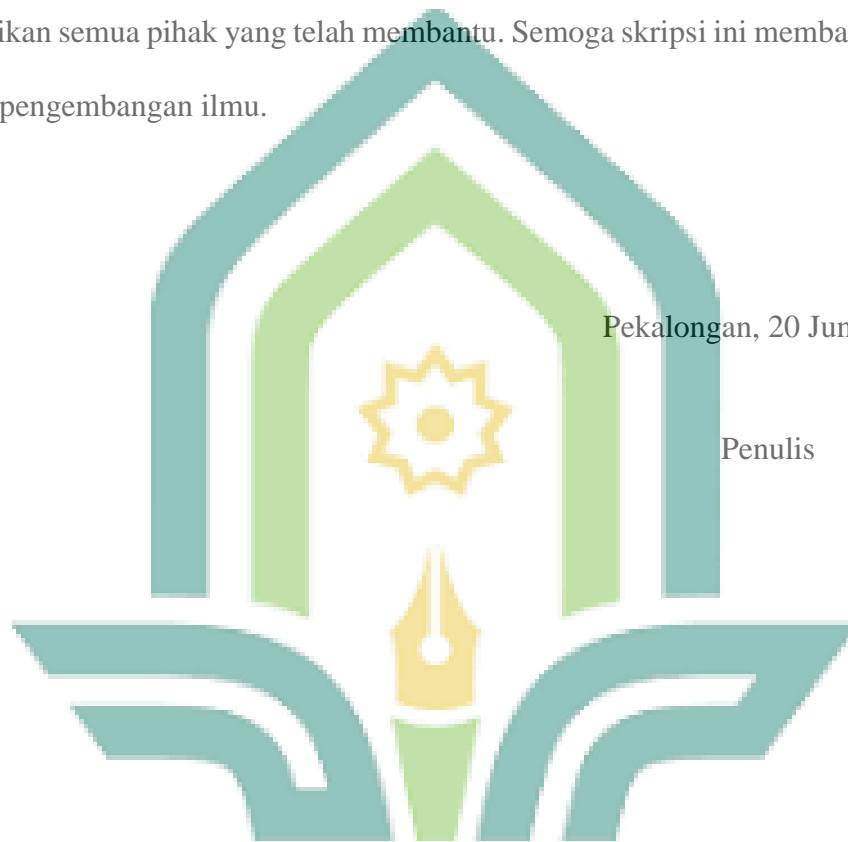 ikan semua pihak yang telah membantu. Semoga skripsi ini memba
pengembangan ilmu.
Pekalongan, 20 Jun
Penulis